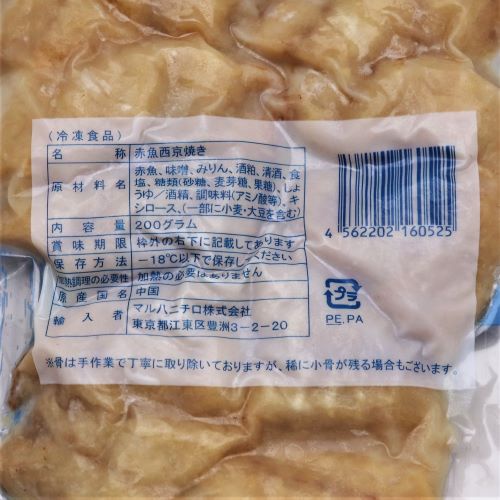 (冷凍食品)
名称 赤魚西京焼き
原材料名 赤魚、味噌、みりん、酒粕、清酒、食
塩、糖類(砂糖、麦芽糖、果糖)、しょ
うゆ/酒精、調味料(アミノ酸等)、キ
シロース、(一部に小麦・大豆を含む)
内容量 200グラム
賞味期限 枠外の右下に記載してあります
保存方法 -18℃以下で保存してください
加熱調理の必要性 加熱の必要はありません
原産国名 中国
輸入者 マルハニチロ株式会社
東京都江東区豊洲3-2-20
4 562202 160525
プラ
PE,PA
※骨は手作業で丁寧に取り除いておりますが、稀に小骨が残る場合もございます。